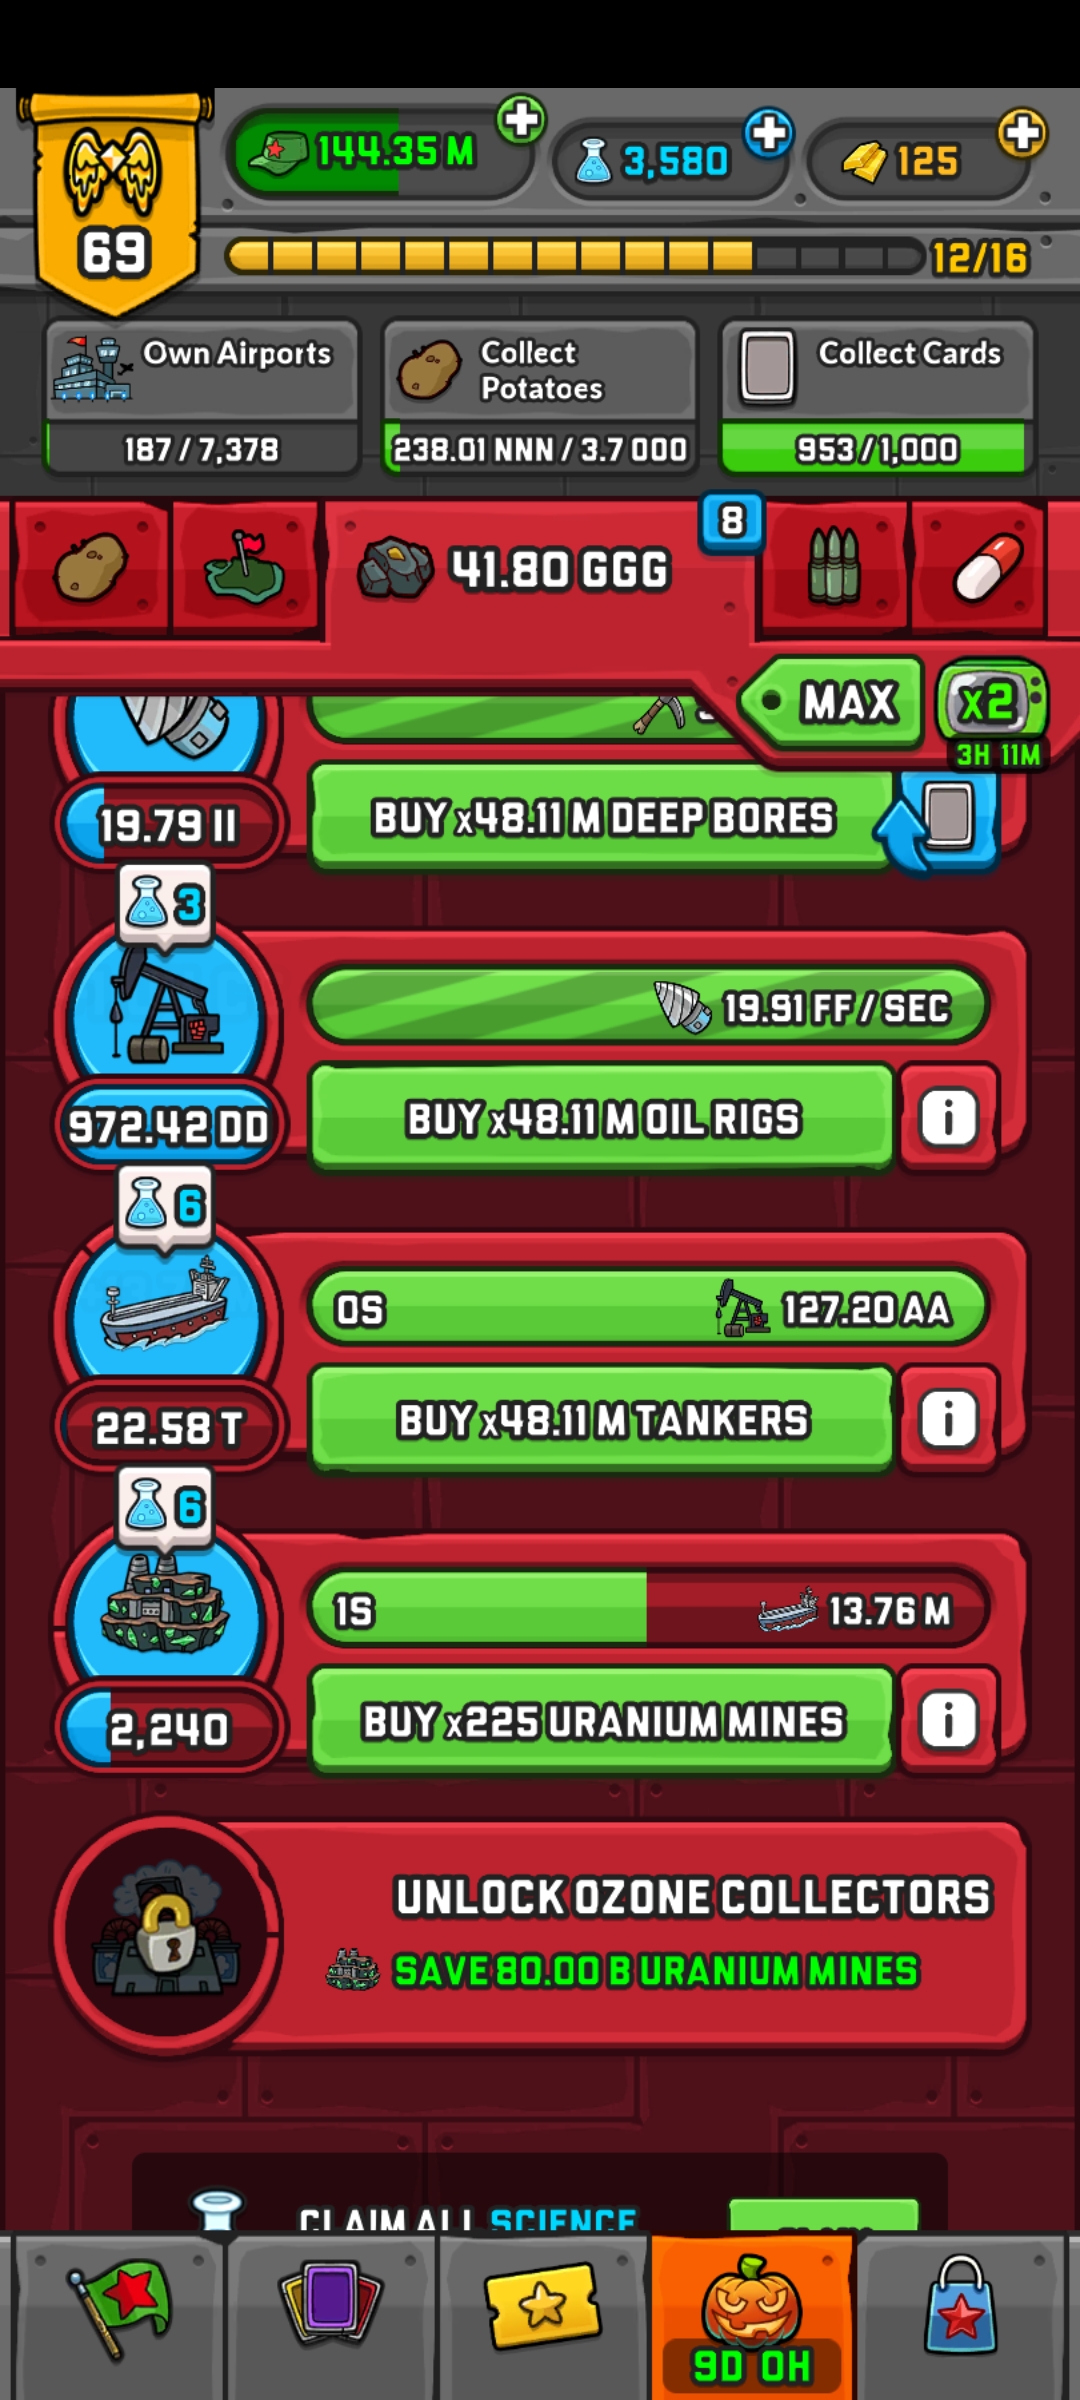 144.35 M
3,580
125
69
12/16
Own Airports
187 / 7,378
Collect
Potatoes
238.01 NNN / 3.7 OOO
Collect Cards
953 / 1,000
41.80 GGG
8
MAX
x2
3H 11M
19.79 II
BUY x48.11 M DEEP BORES
3
972.42 DD
19.91 FF / SEC
BUY x48.11 M OIL RIGS
i
6
22.58 T
0S
127.20 AA
BUY x48.11 M TANKERS
i
6
2,240
1S
13.76 M
BUY x225 URANIUM MINES
i
UNLOCK OZONE COLLECTORS
SAVE 80.00 B URANIUM MINES
CLAIM ALL SCIENCE
9D 0H